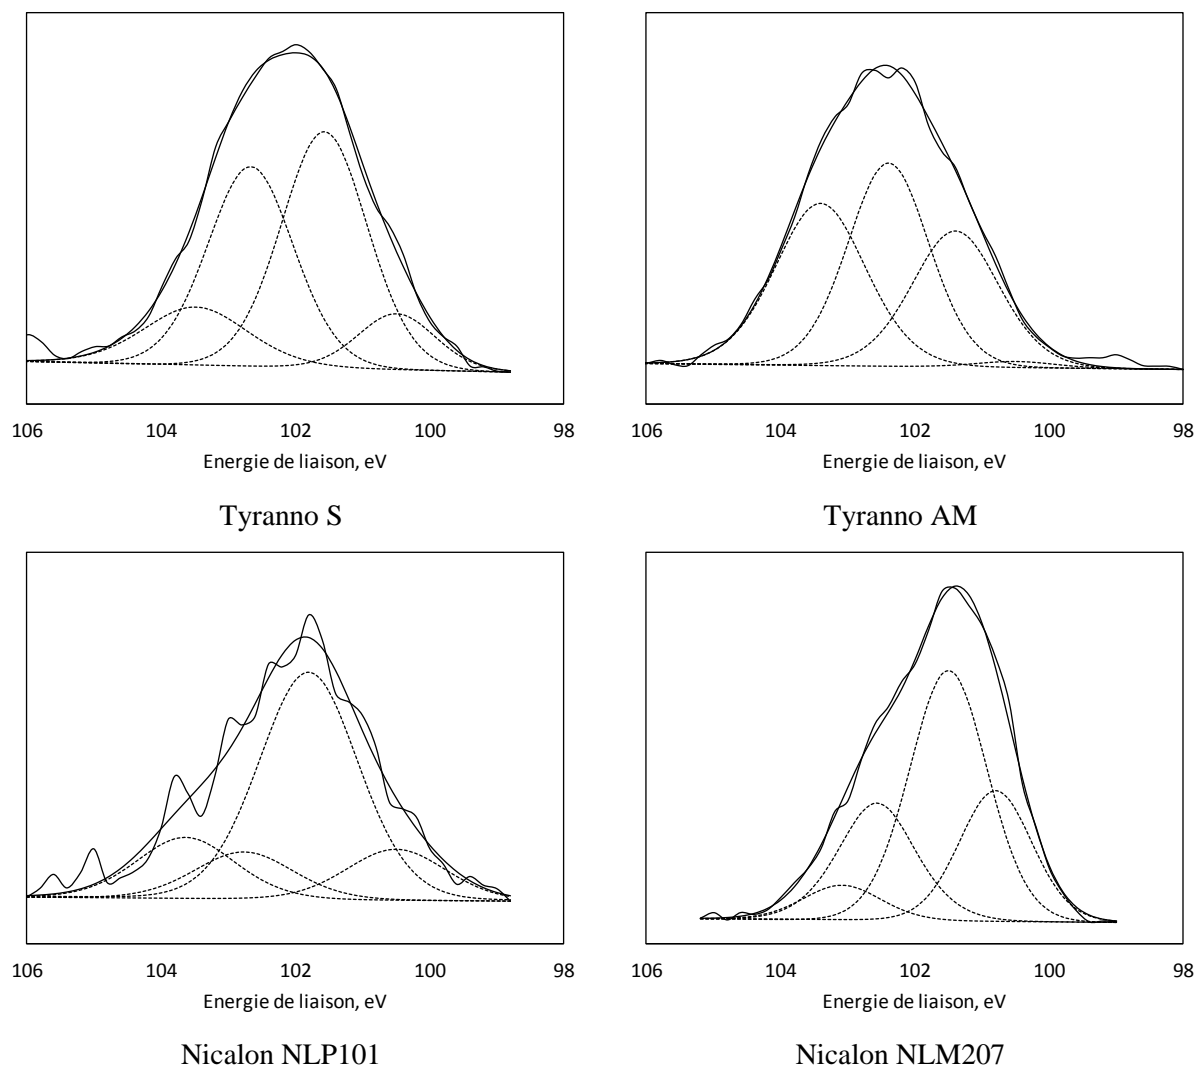 106 104 102 100 98
Energie de liaison, eV
Tyranno S
106 104 102 100 98
Energie de liaison, eV
Tyranno AM
106 104 102 100 98
Energie de liaison, eV
Nicalon NLP101
106 104 102 100 98
Energie de liaison, eV
Nicalon NLM207